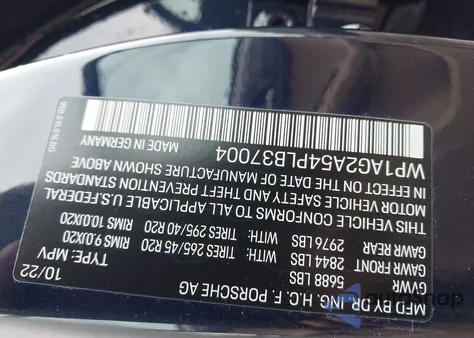 MFD BY DR. ING. H.C. F. PORSCHE AG
10/22 TYPE: MPV
GVWR 5688 LBS
GAWR FRONT 2844 LBS WITH: TIRES 265/45 R20 RIMS 9.0JX20
GAWR REAR 2976 LBS WITH: TIRES 295/40 R20 RIMS 10.0JX20
THIS VEHICLE CONFORMS TO ALL APPLICABLE U.S. FEDERAL
MOTOR VEHICLE SAFETY AND THEFT PREVENTION STANDARDS
IN EFFECT ON THE DATE OF MANUFACTURE SHOWN ABOVE
WP1AG2A54PLB37004 MADE IN GERMANY
autosnap